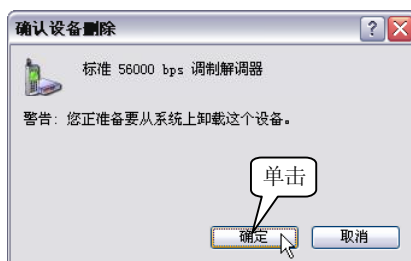 确认设备删除
标准 56000 bps 调制解调器
警告: 您正准备要从系统上卸载这个设备。
单击
确定
取消